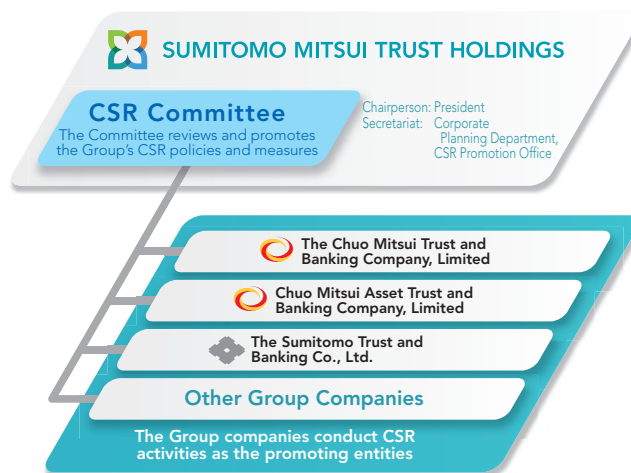 SUMITOMO MITSUI TRUST HOLDINGS
CSR Committee
The Committee reviews and promotes
the Group's CSR policies and measures
Chairperson: President
Secretariat: Corporate
Planning Department,
CSR Promotion Office
The Chuo Mitsui Trust and
Banking Company, Limited
Chuo Mitsui Asset Trust and
Banking Company, Limited
The Sumitomo Trust and
Banking Co., Ltd.
Other Group Companies
The Group companies conduct CSR
activities as the promoting entities